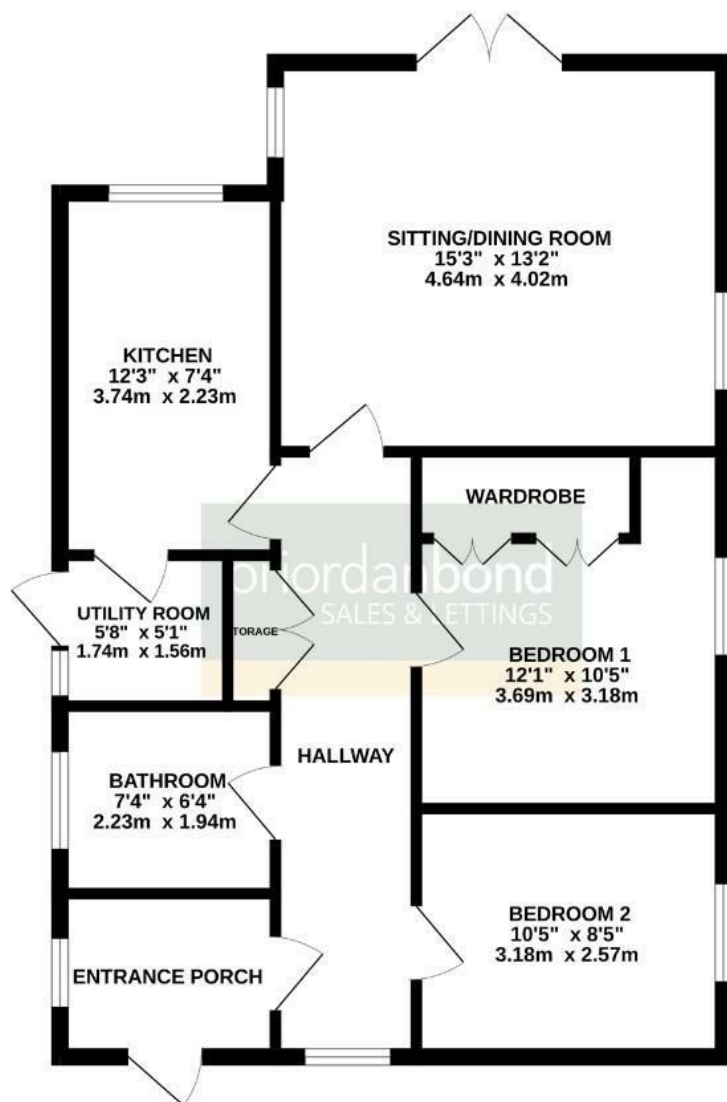 SITTING/DINING ROOM
15'3" x 13'2"
4.64m x 4.02m
KITCHEN
12'3" x 7'4"
3.74m x 2.23m
WARDROBE
oriordanbond
SALES & LETTINGS
UTILITY ROOM
5'8" x 5'1"
1.74m x 1.56m
TORAGE
BEDROOM 1
12'1" x 10'5"
3.69m x 3.18m
HALLWAY
BATHROOM
7'4" x 6'4"
2.23m x 1.94m
BEDROOM 2
10'5" x 8'5"
3.18m x 2.57m
ENTRANCE PORCH